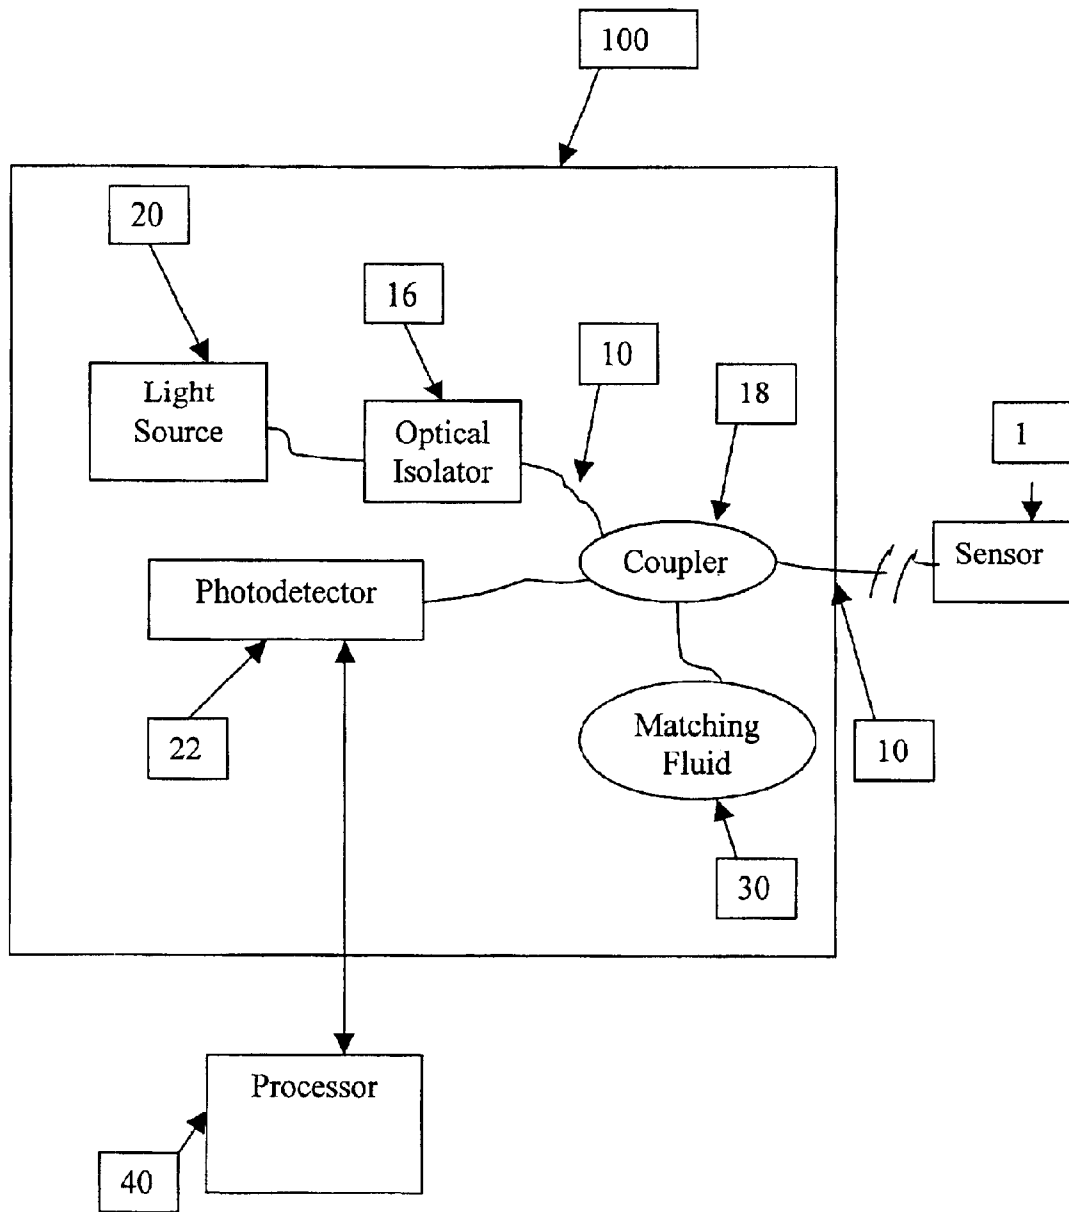 100
20
16
10
18
1
Light
Source
Optical
Isolator
Coupler
Sensor
Photodetector
Matching
Fluid
22
10
30
Processor
40